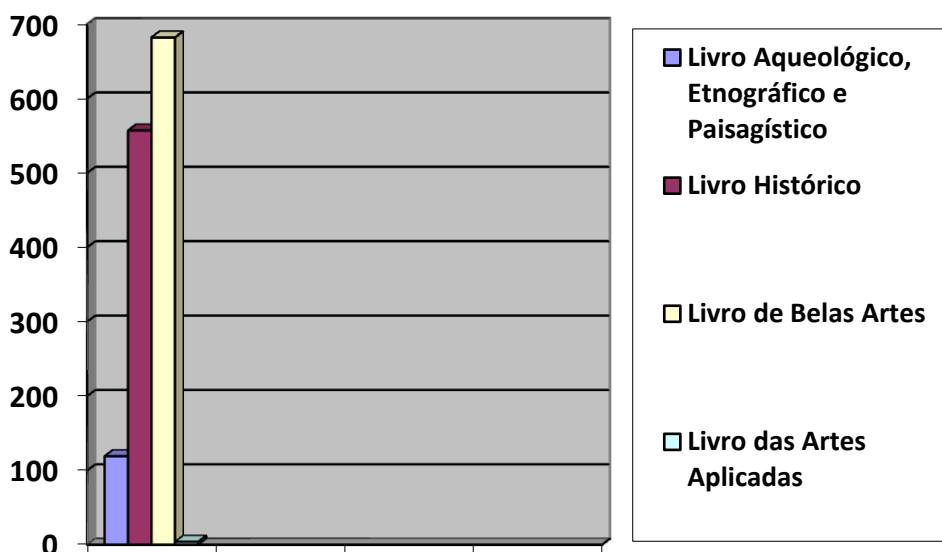 700
600
500
400
300
200
100
0
Livro Aqueológico,
Etnográfico e
Paisagístico
Livro Histórico
Livro de Belas Artes
Livro das Artes
Aplicadas